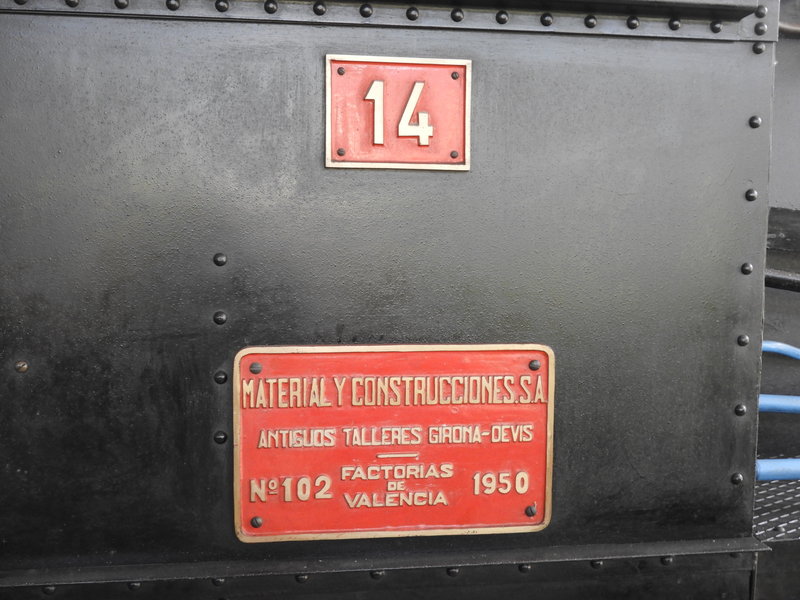 14
MATERIAL Y CONSTRUCCIONES. S.A.
ANTIGUOS TALLERES GIRONA-DEVIS
Nº 102 FACTORIAS DE VALENCIA 1950